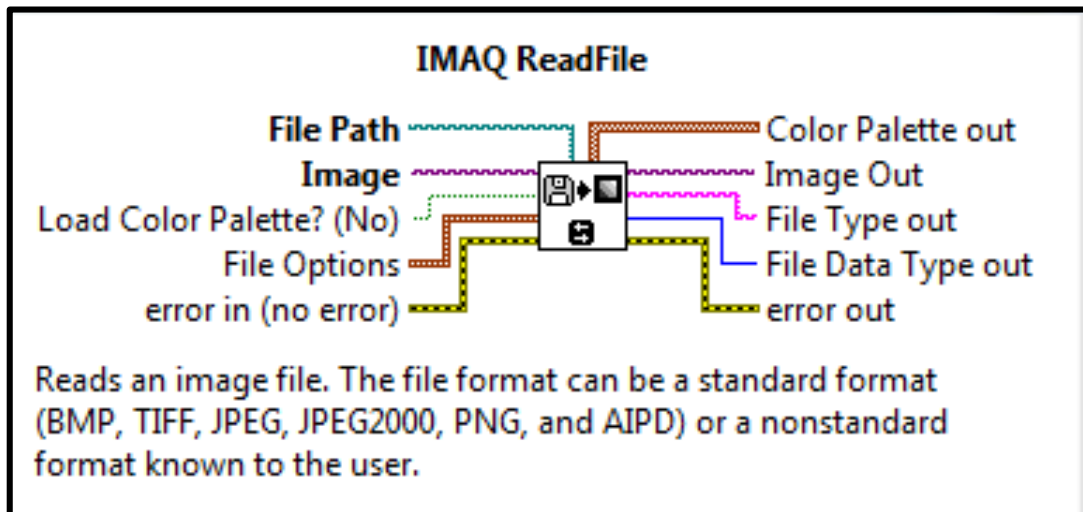 IMAQ ReadFile
File Path
Color Palette out
Image
Image Out
Load Color Palette? (No)
File Type out
File Options
File Data Type out
error in (no error)
error out
Reads an image file. The file format can be a standard format
(BMP, TIFF, JPEG, JPEG2000, PNG, and AIPD) or a nonstandard
format known to the user.